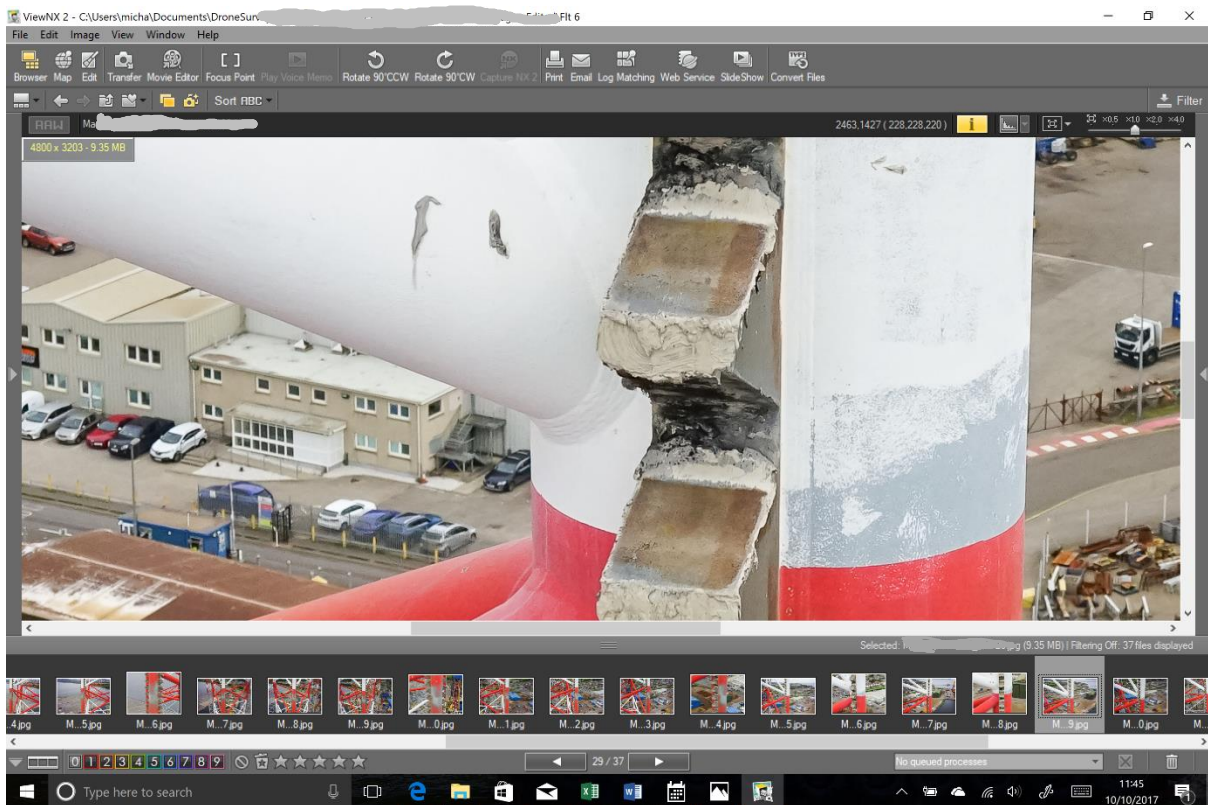 ViewNX 2 - C:\Users\micha\Documents\DroneSur Flt 6
File Edit Image View Window Help
Browser Map Edit Transfer Movie Editor Focus Point Play Voice Memo Rotate 90°CCW Rotate 90°CW Capture NX 2 Print Email Log Matching Web Service SlideShow Convert Files
Sort ABC Filter
RAW Ma 2463,1427 ( 228,228,220 ) i ×0.5 ×1.0 ×2.0 ×4.0
4800 x 3203 - 9.35 MB
Selected: jpg (9.35 MB) | Filtering Off: 37 files displayed
4.jpg M...5.jpg M...6.jpg M...7.jpg M...8.jpg M...9.jpg M...0.jpg M...1.jpg M...2.jpg M...3.jpg M...4.jpg M...5.jpg M...6.jpg M...7.jpg M...8.jpg M...9.jpg M...0.jpg M...
0 1 2 3 4 5 6 7 8 9 29 / 37 No queued processes
Type here to search 11:45
10/10/2017